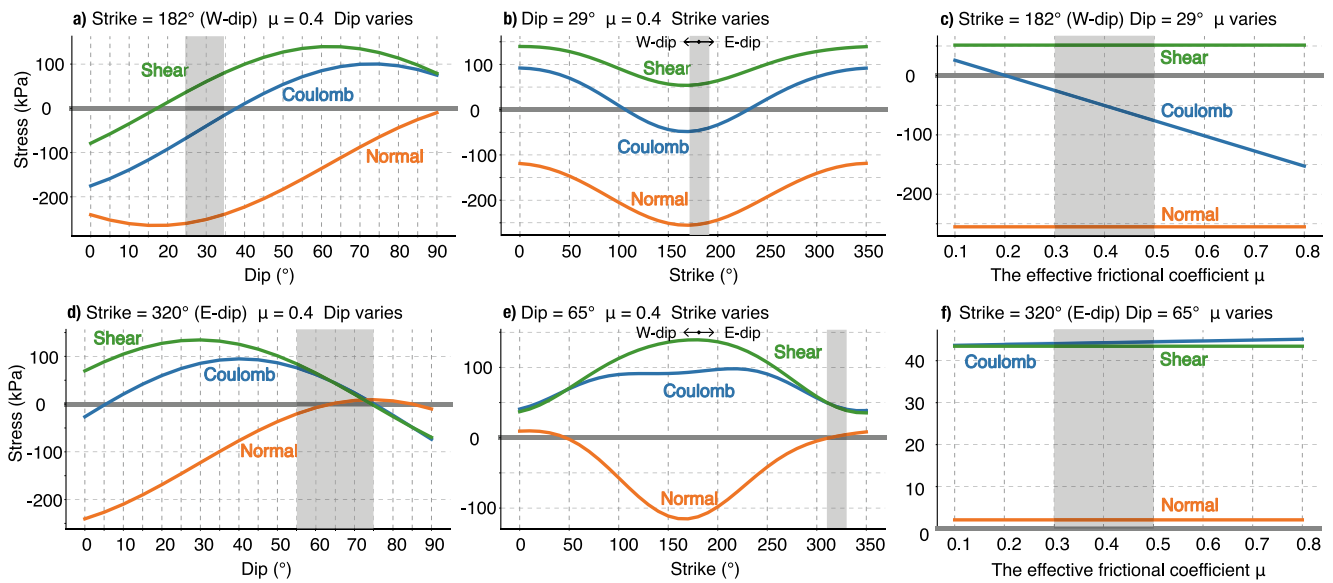 a) Strike = 182° (W-dip) μ = 0.4 Dip varies
Stress (kPa)
100
0
-100
-200
Shear
Coulomb
Normal
0 10 20 30 40 50 60 70 80 90
Dip (°)
b) Dip = 29° μ = 0.4 Strike varies
W-dip E-dip
100
0
-100
-200
Shear
Coulomb
Normal
0 50 100 150 200 250 300 350
Strike (°)
c) Strike = 182° (W-dip) Dip = 29° μ varies
0
-100
-200
Shear
Coulomb
Normal
0.1 0.2 0.3 0.4 0.5 0.6 0.7 0.8
The effective frictional coefficient μ
d) Strike = 320° (E-dip) μ = 0.4 Dip varies
Stress (kPa)
100
0
-100
-200
Shear
Coulomb
Normal
0 10 20 30 40 50 60 70 80 90
Dip (°)
e) Dip = 65° μ = 0.4 Strike varies
W-dip E-dip
100
0
-100
Shear
Coulomb
Normal
0 50 100 150 200 250 300 350
Strike (°)
f) Strike = 320° (E-dip) Dip = 65° μ varies
40
30
20
10
0
Coulomb
Shear
Normal
0.1 0.2 0.3 0.4 0.5 0.6 0.7 0.8
The effective frictional coefficient μ